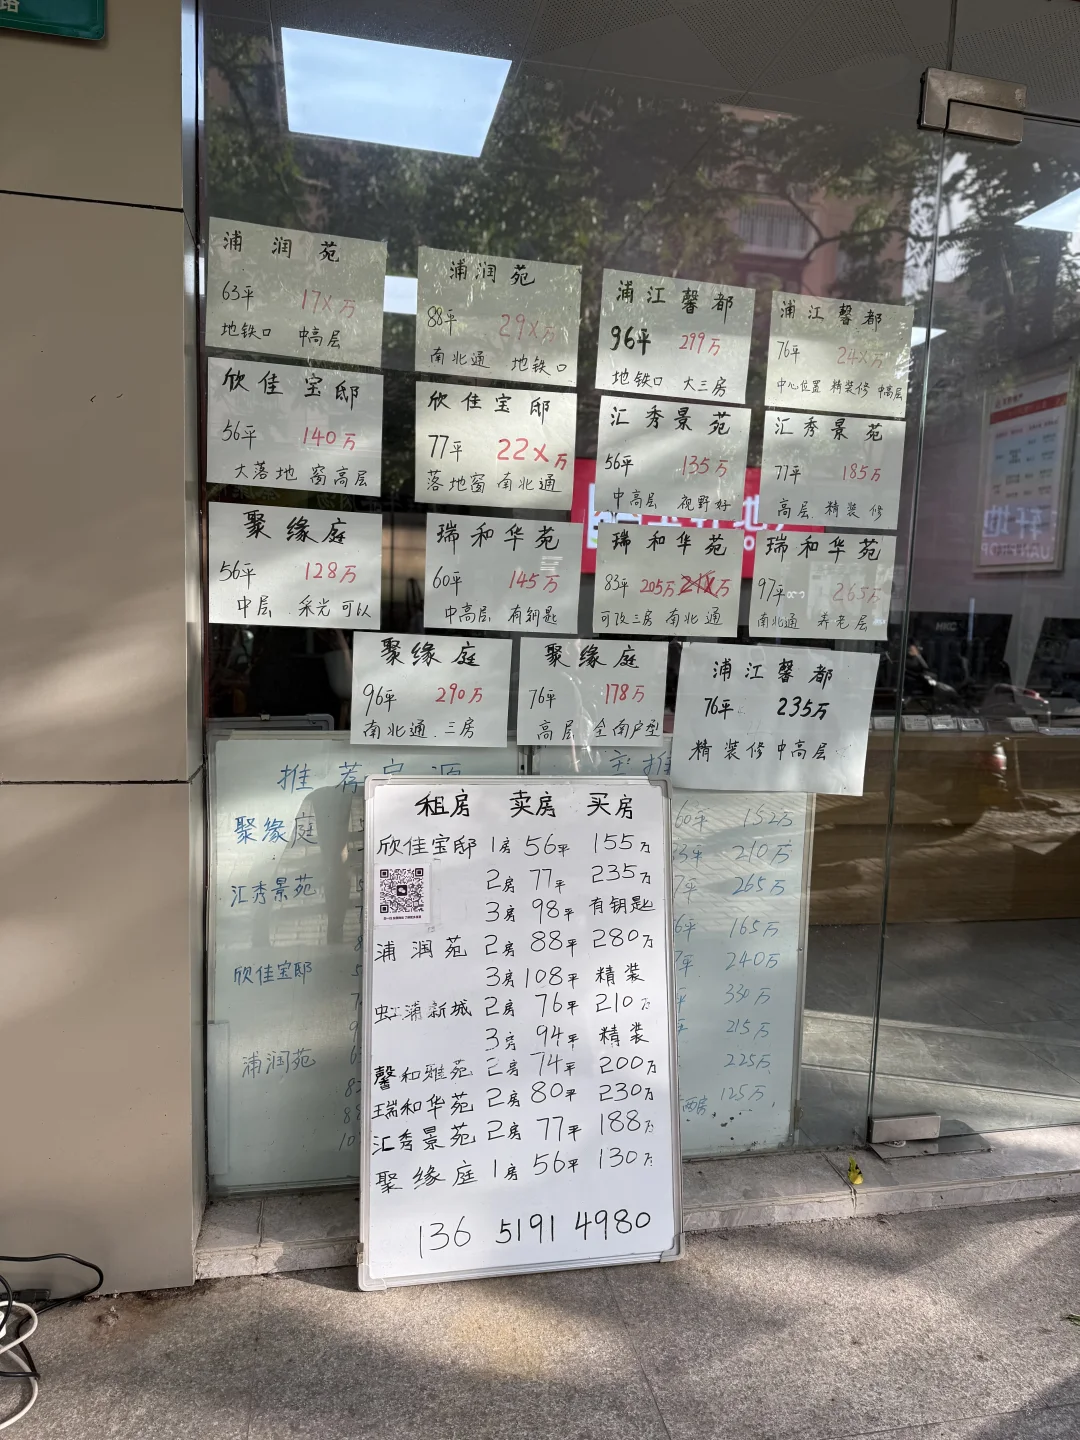 路
浦润苑
63平 17X万
地铁口 中高层
浦润苑
88平 29X万
南北通 地铁口
浦江馨都
96平 299万
地铁口 大三房
浦江馨都
76平 24X万
中心位置 精装修 中高层
欣佳宝邸
56平 140万
大落地窗高层
欣佳宝邸
77平 22X万
落地窗 南北通
汇秀景苑
56平 135万
中高层 视野好
汇秀景苑
77平 185万
高层 精装修
聚缘庭
56平 128万
中层 采光可以
瑞和华苑
60平 145万
中高层 有钥匙
瑞和华苑
83平 205万 21X万
可改三房 南北通
瑞和华苑
97平 265万
南北通 养老层
聚缘庭
96平 290万
南北通 三房
聚缘庭
76平 178万
高层 全南户型
浦江馨都
76平 235万
精装修 中高层
推荐房源
聚缘庭
汇秀景苑
欣佳宝邸
浦润苑
主推
60平 152万
3平 210万
7平 265万
6平 165万
平 240万
平 330万
215万
225万
两房 125万
租房 卖房 买房
欣佳宝邸 1房 56平 155万
2房 77平 235万
3房 98平 有钥匙
浦润苑 2房 88平 280万
3房 108平 精装
虹浦新城 2房 76平 210万
3房 94平 精装
馨和雅苑 2房 74平 200万
瑞和华苑 2房 80平 230万
汇秀景苑 2房 77平 188万
聚缘庭 1房 56平 130万
136 5191 4980